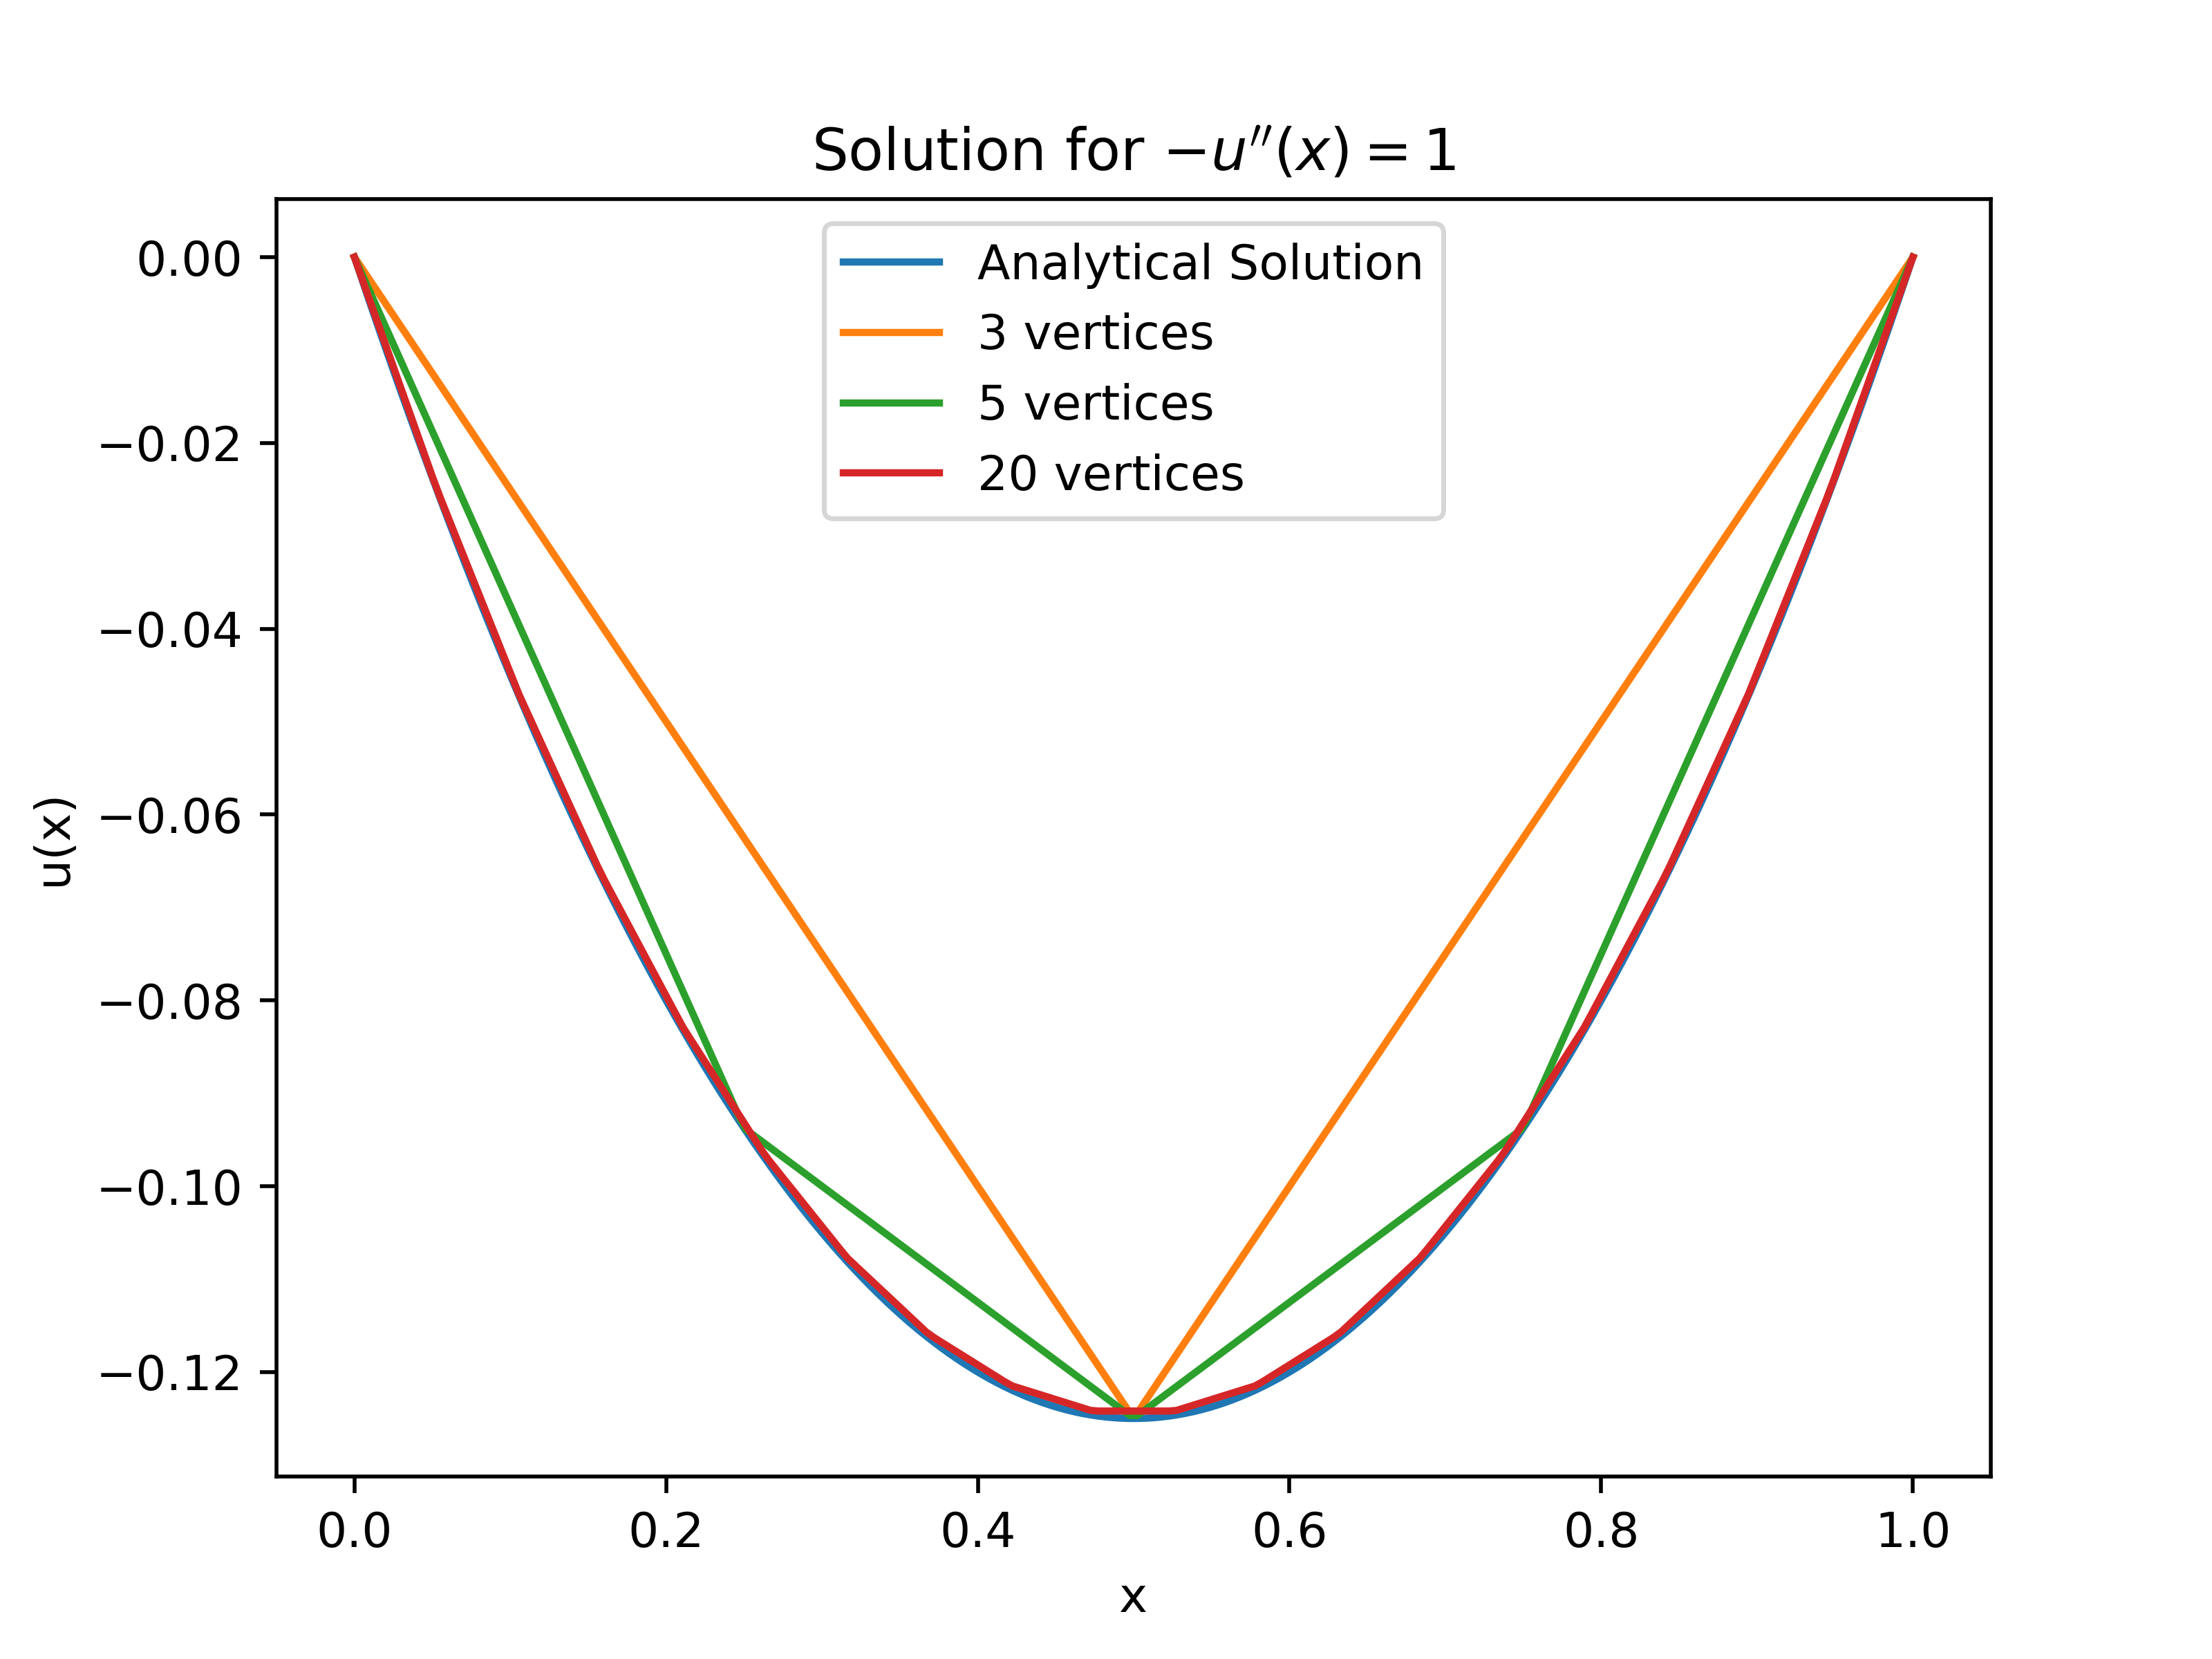 Solution for −u′′(x) = 1
Analytical Solution
3 vertices
5 vertices
20 vertices
0.00
−0.02
−0.04
−0.06
−0.08
−0.10
−0.12
u(x)
0.0 0.2 0.4 0.6 0.8 1.0
x